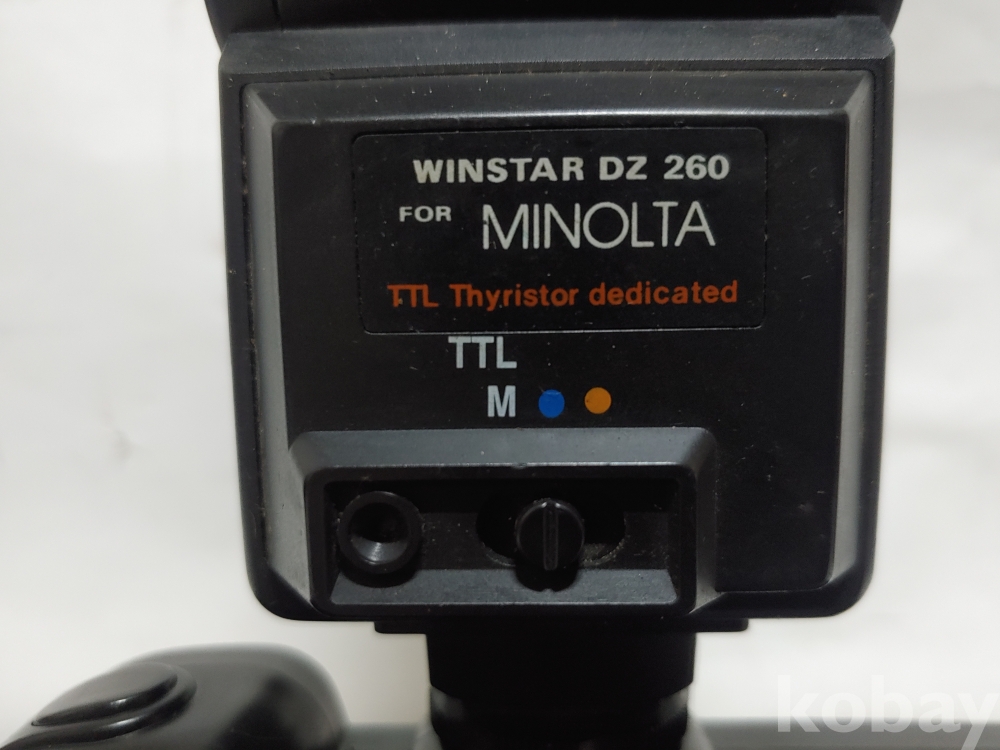 WINSTAR DZ 260
FOR MINOLTA
TTL Thyristor dedicated
TTL
M
kobay